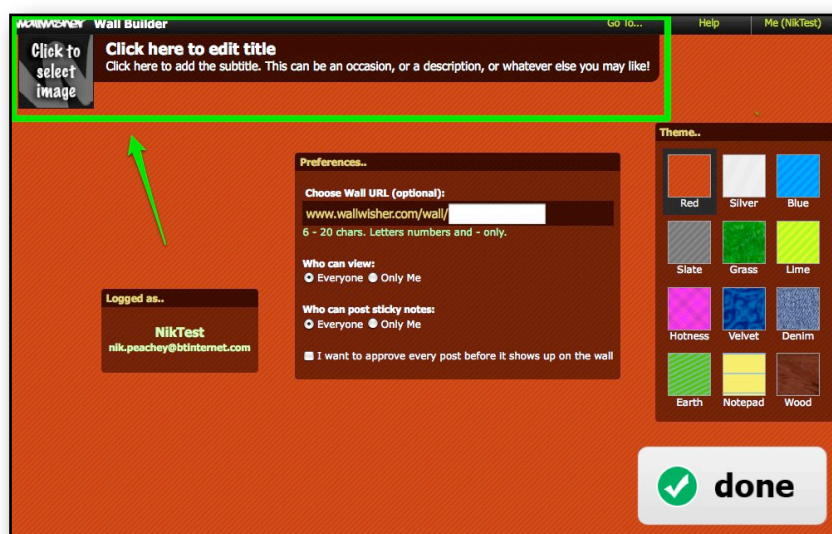 wallwisher Wall Builder
Go To... Help Me (NikTest)
Click to
select
image
Click here to edit title
Click here to add the subtitle. This can be an occasion, or a description, or whatever else you may like!
Theme..
Red Silver Blue
Slate Grass Lime
Hotness Velvet Denim
Earth Notepad Wood
Preferences..
Choose Wall URL (optional):
www.wallwisher.com/wall/
6 - 20 chars. Letters numbers and - only.
Who can view:
Everyone Only Me
Who can post sticky notes:
Everyone Only Me
I want to approve every post before it shows up on the wall
Logged as..
NikTest
nik.peachey@btinternet.com
done